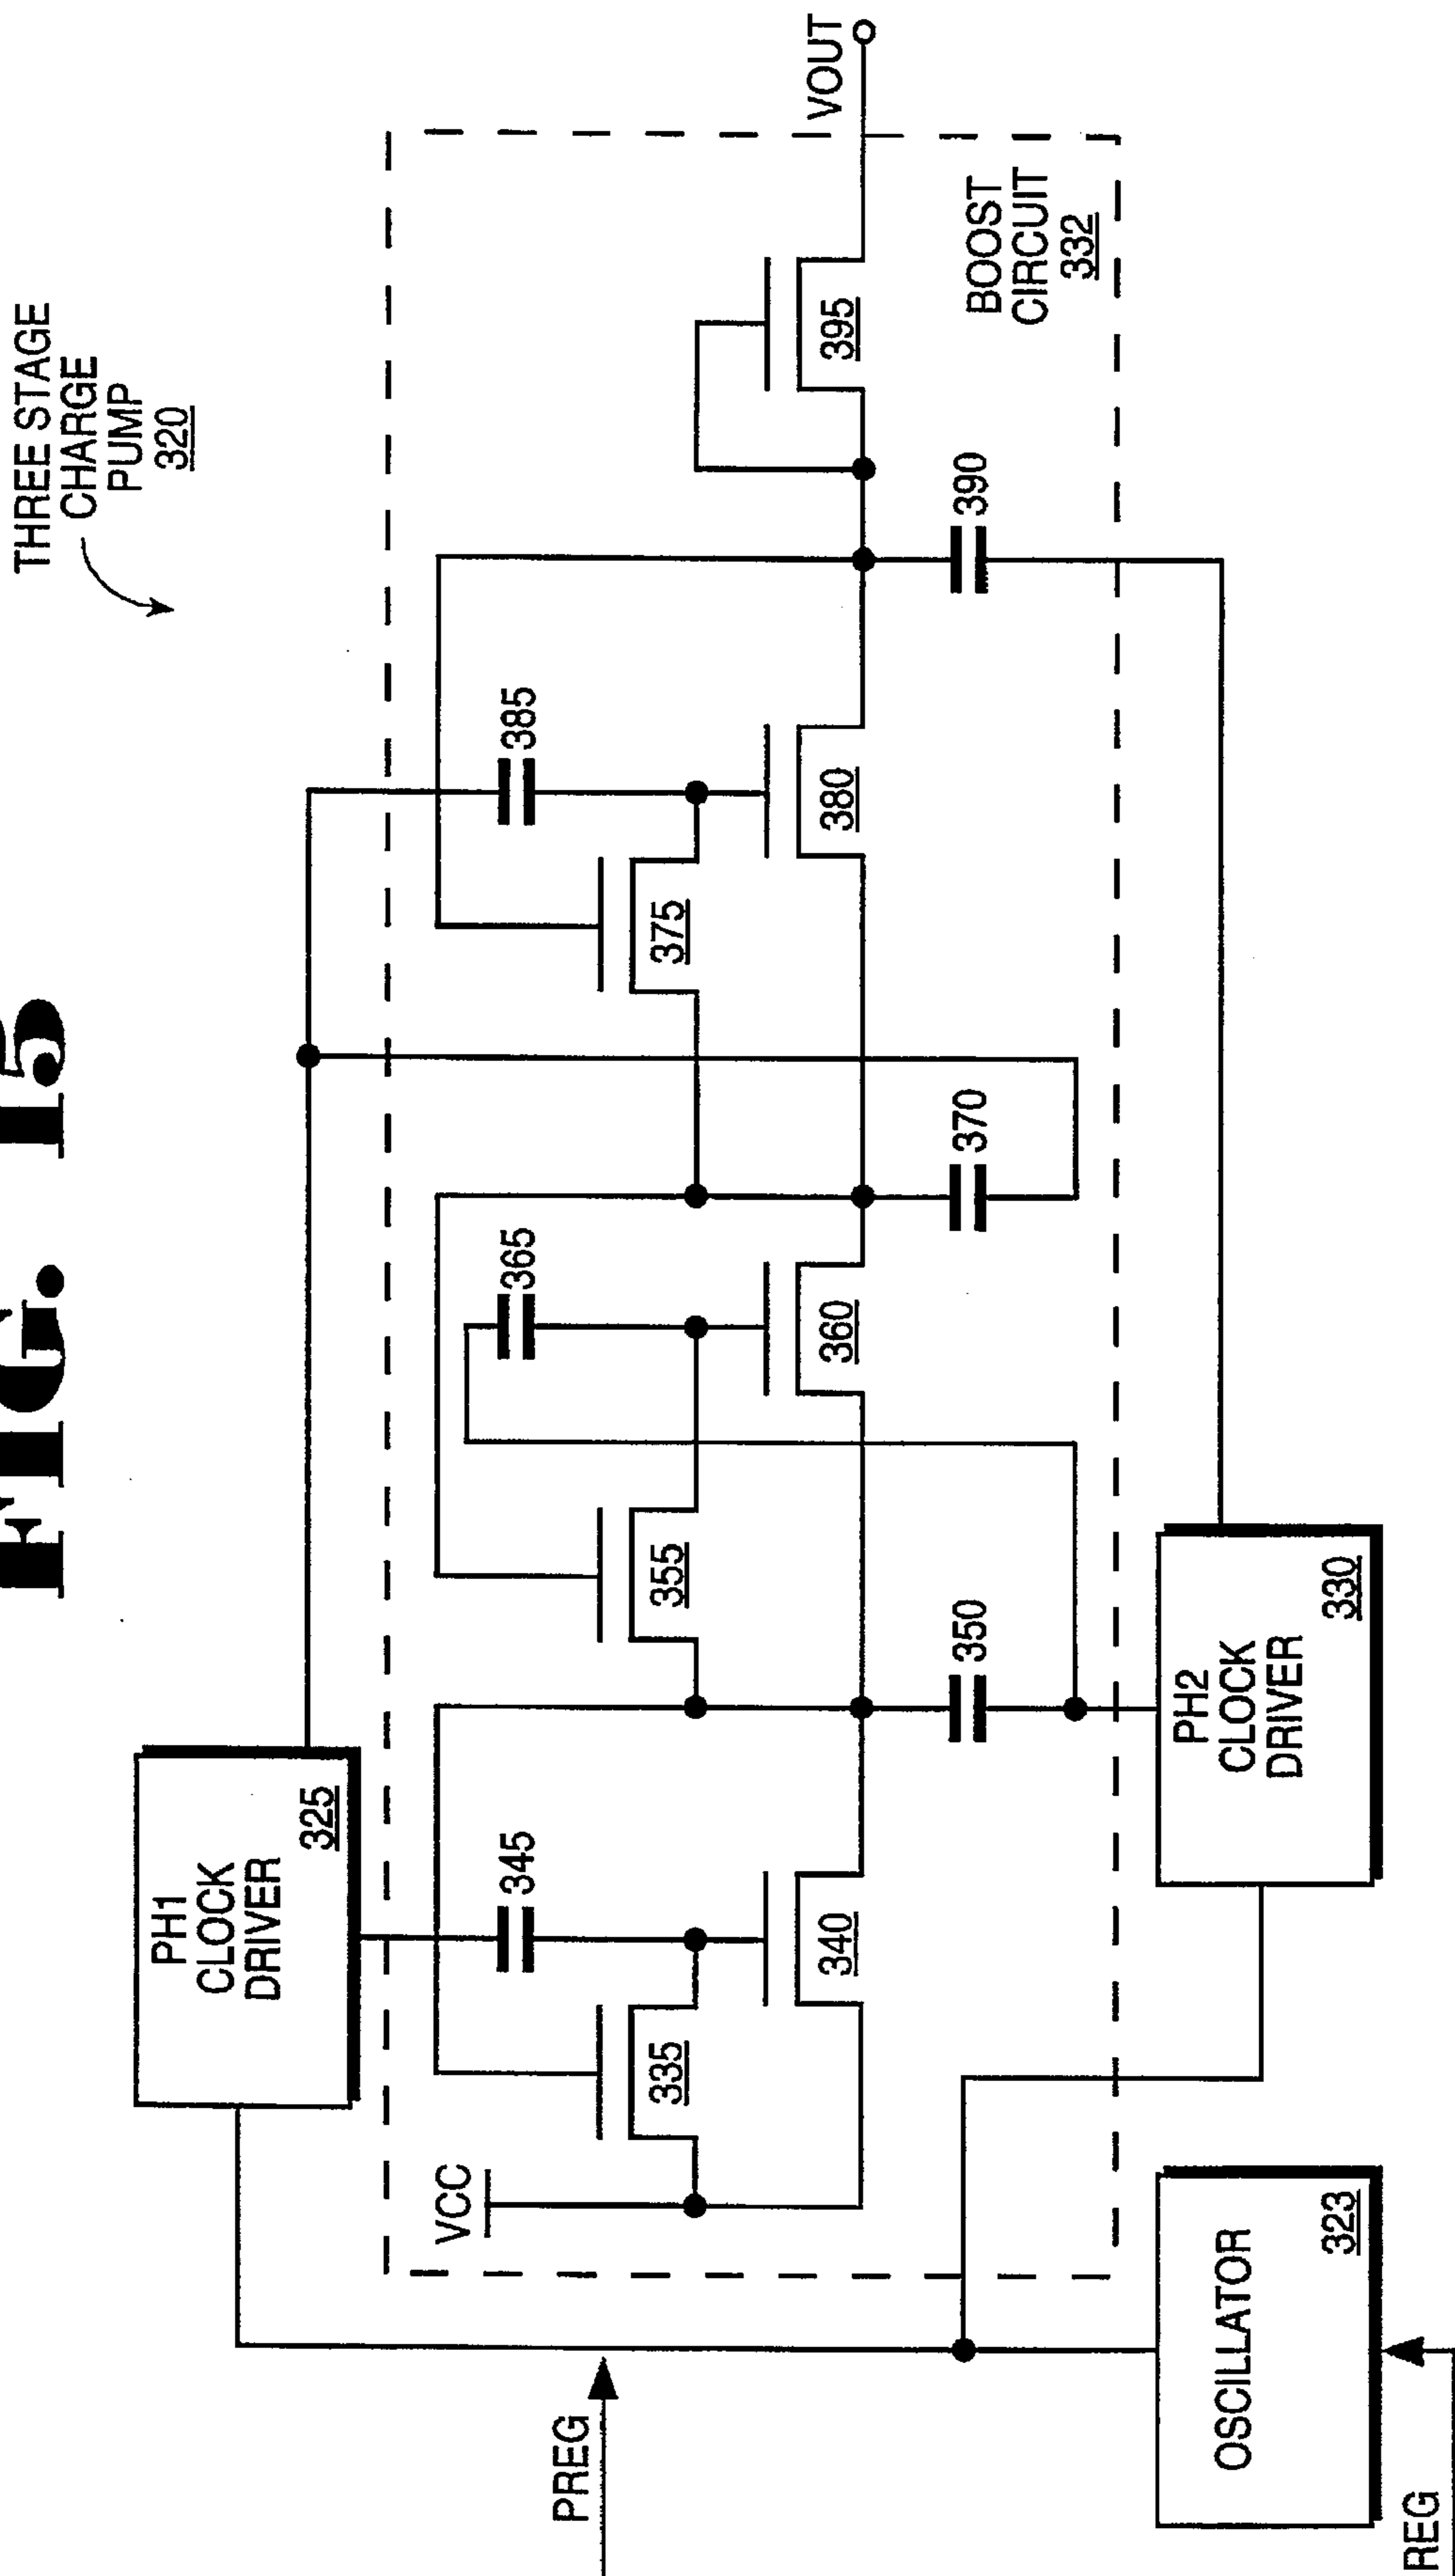 FIG. 15
THREE STAGE
CHARGE
PUMP
320
PH1
CLOCK
DRIVER
325
VCC
335
345
340
355
365
360
350
375
385
380
370
390
395
VOUT
BOOST
CIRCUIT
332
PREG
OSCILLATOR
323
PH2
CLOCK
DRIVER
330
REG